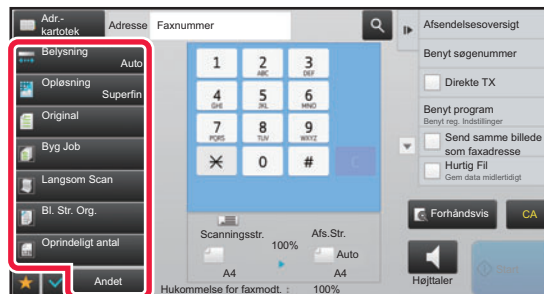 Adr.-
kartotek
Adresse
Faxnummer
Belysning
Auto
Opløsning
Superfin
Original
Byg Job
Langsom Scan
Bl. Str. Org.
Oprindeligt antal
Andet
1
2
ABC
3
DEF
4
GHI
5
JKL
6
MNO
7
PQRS
8
TUV
9
WXYZ
0
#
C
Scanningsstr.
100%
Afs.Str.
Auto
A4
A4
Hukommelse for faxmodt. : 100%
Afsendelsesoversigt
Benyt søgenummer
Direkte TX
Benyt program
Benyt reg. Indstillinger
Send samme billede
som faxadresse
Hurtig Fil
Gem data midlertidigt
Forhåndsvis
CA
Højttaler
Start